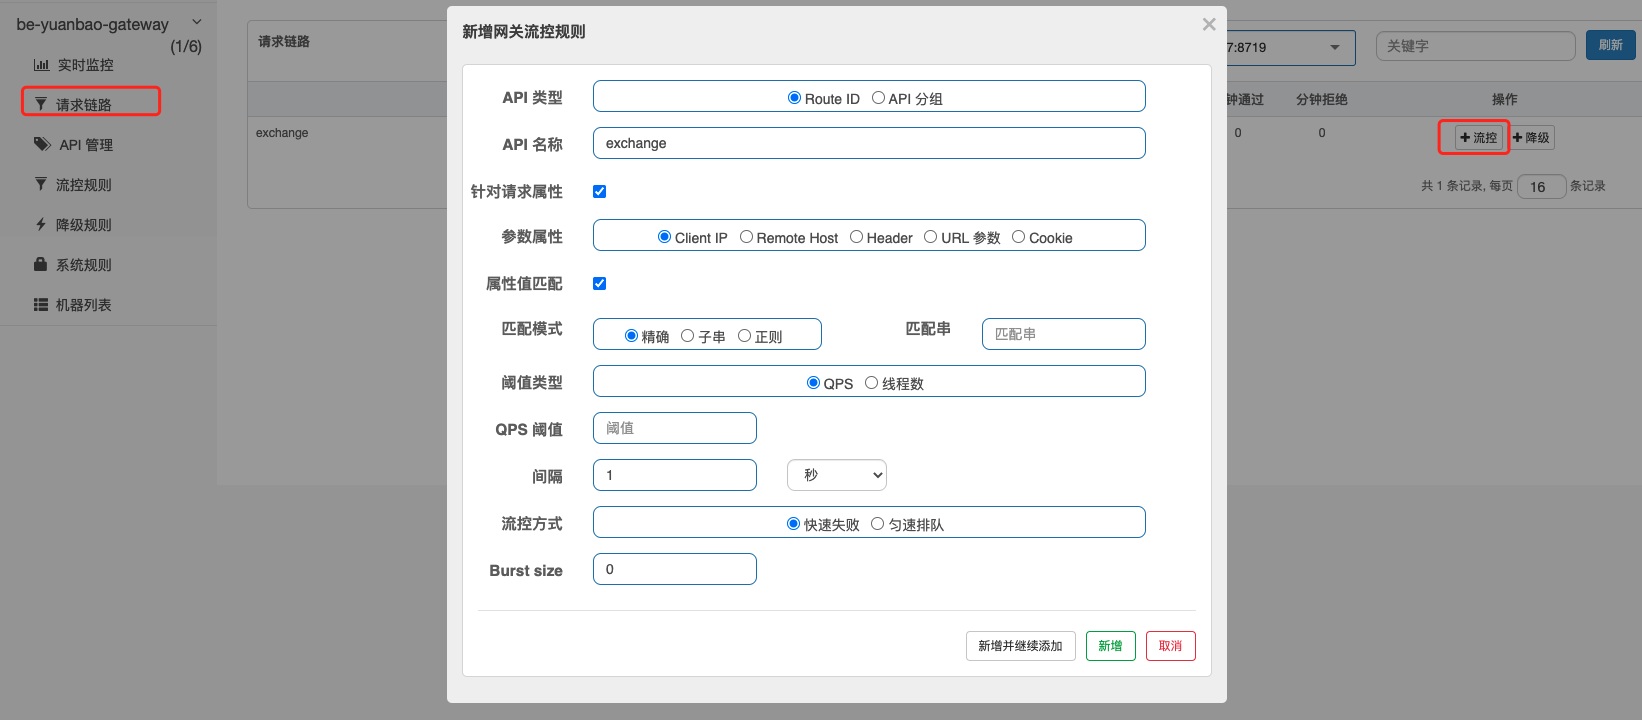 be-yuanbao-gateway
(1/6)
实时监控
请求链路
API 管理
流控规则
降级规则
系统规则
机器列表
请求链路
7:8719
关键字
刷新
钟通过
分钟拒绝
操作
exchange
0
0
流控
降级
共 1 条记录, 每页
16
条记录
新增网关流控规则
×
API 类型
Route ID
API 分组
API 名称
exchange
针对请求属性
参数属性
Client IP
Remote Host
Header
URL 参数
Cookie
属性值匹配
匹配模式
精确
子串
正则
匹配串
匹配串
阈值类型
QPS
线程数
QPS 阈值
阈值
间隔
1
秒
流控方式
快速失败
匀速排队
Burst size
0
新增并继续添加
新增
取消